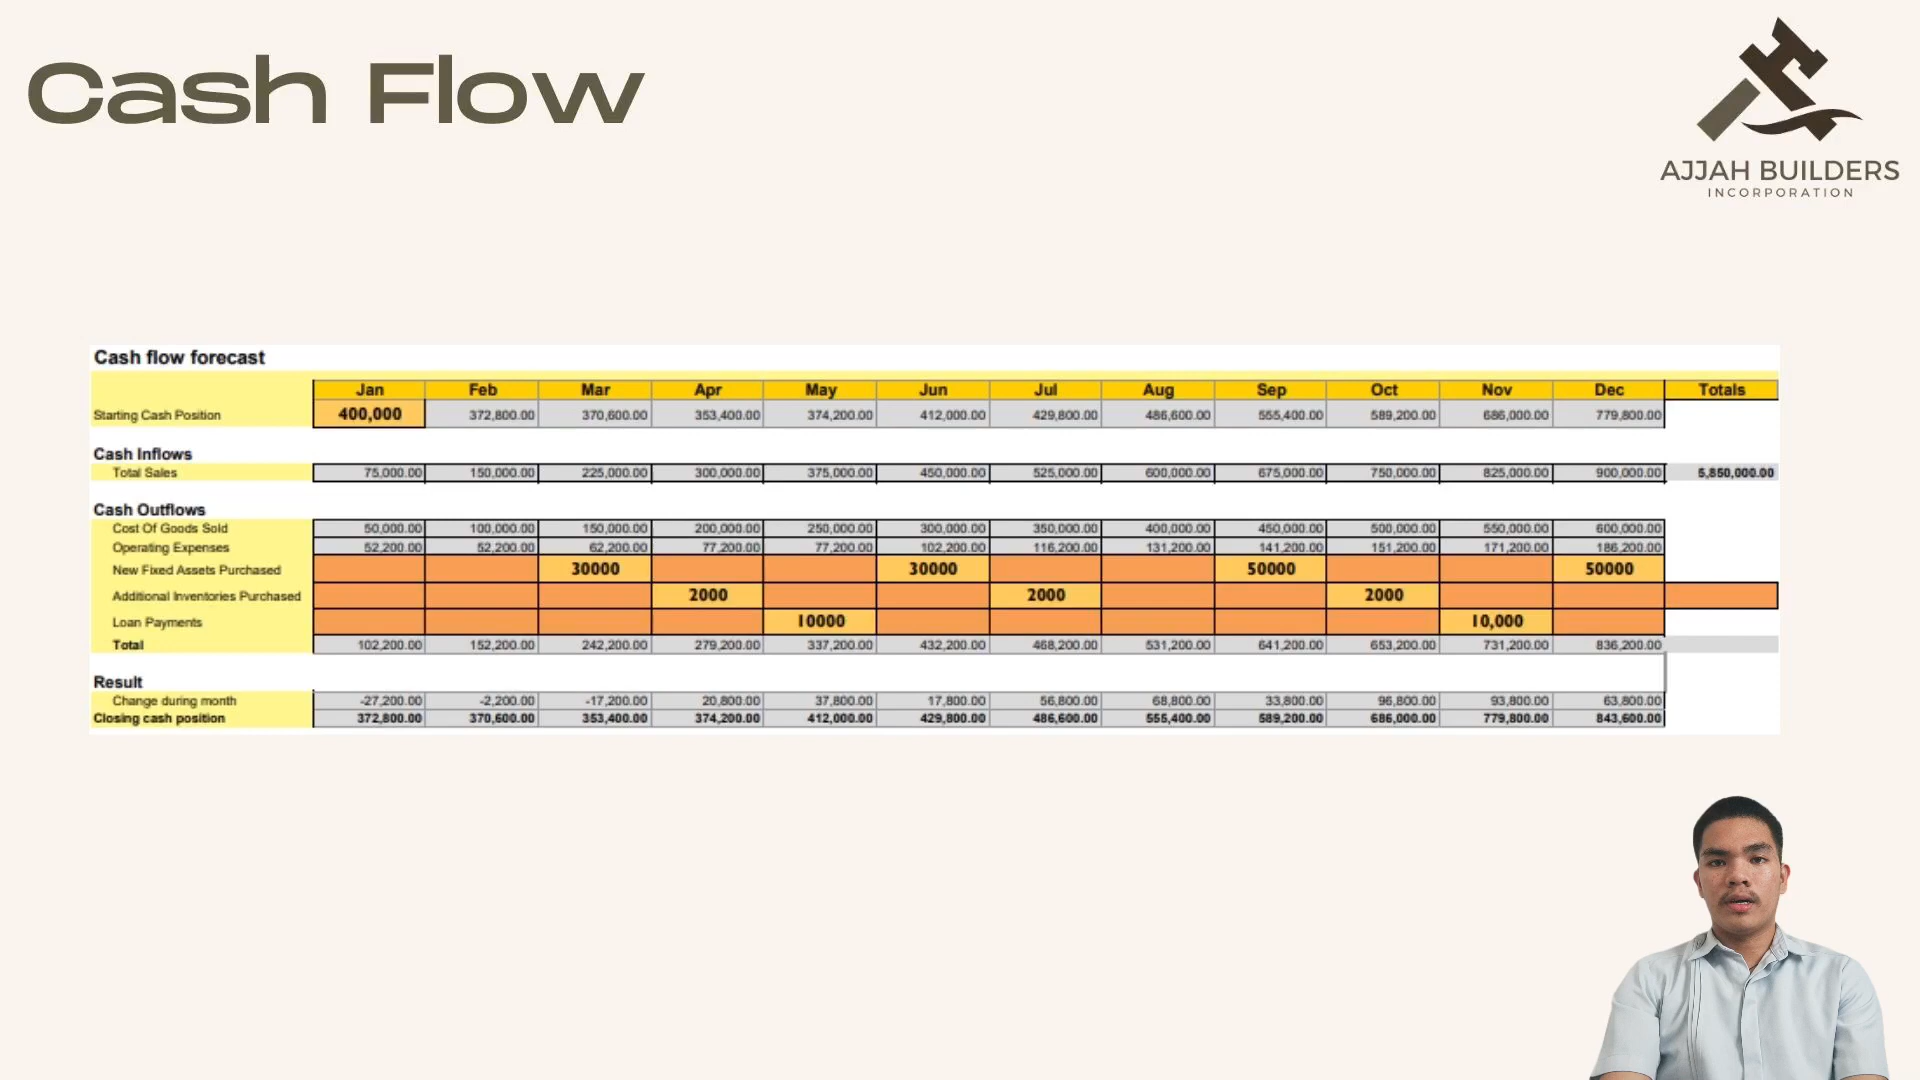 Cash Flow
AJJAH BUILDERS
INCORPORATION
Cash flow forecast
Jan Feb Mar Apr May Jun Jul Aug Sep Oct Nov Dec Totals
Starting Cash Position 400,000 372,800.00 370,600.00 353,400.00 374,200.00 412,000.00 429,800.00 486,600.00 555,400.00 589,200.00 686,000.00 779,800.00
Cash Inflows
Total Sales 75,000.00 150,000.00 225,000.00 300,000.00 375,000.00 450,000.00 525,000.00 600,000.00 675,000.00 750,000.00 825,000.00 900,000.00 5,850,000.00
Cash Outflows
Cost Of Goods Sold 50,000.00 100,000.00 150,000.00 200,000.00 250,000.00 300,000.00 350,000.00 400,000.00 450,000.00 500,000.00 550,000.00 600,000.00
Operating Expenses 52,200.00 52,200.00 62,200.00 77,200.00 77,200.00 102,200.00 116,200.00 131,200.00 141,200.00 151,200.00 171,200.00 186,200.00
New Fixed Assets Purchased 30000 30000 50000 50000
Additional Inventories Purchased 2000 2000 2000
Loan Payments 10000 10,000
Total 102,200.00 152,200.00 242,200.00 279,200.00 337,200.00 432,200.00 468,200.00 531,200.00 641,200.00 653,200.00 731,200.00 836,200.00
Result
Change during month -27,200.00 -2,200.00 -17,200.00 20,800.00 37,800.00 17,800.00 56,800.00 68,800.00 33,800.00 96,800.00 93,800.00 63,800.00
Closing cash position 372,800.00 370,600.00 353,400.00 374,200.00 412,000.00 429,800.00 486,600.00 555,400.00 589,200.00 686,000.00 779,800.00 843,600.00